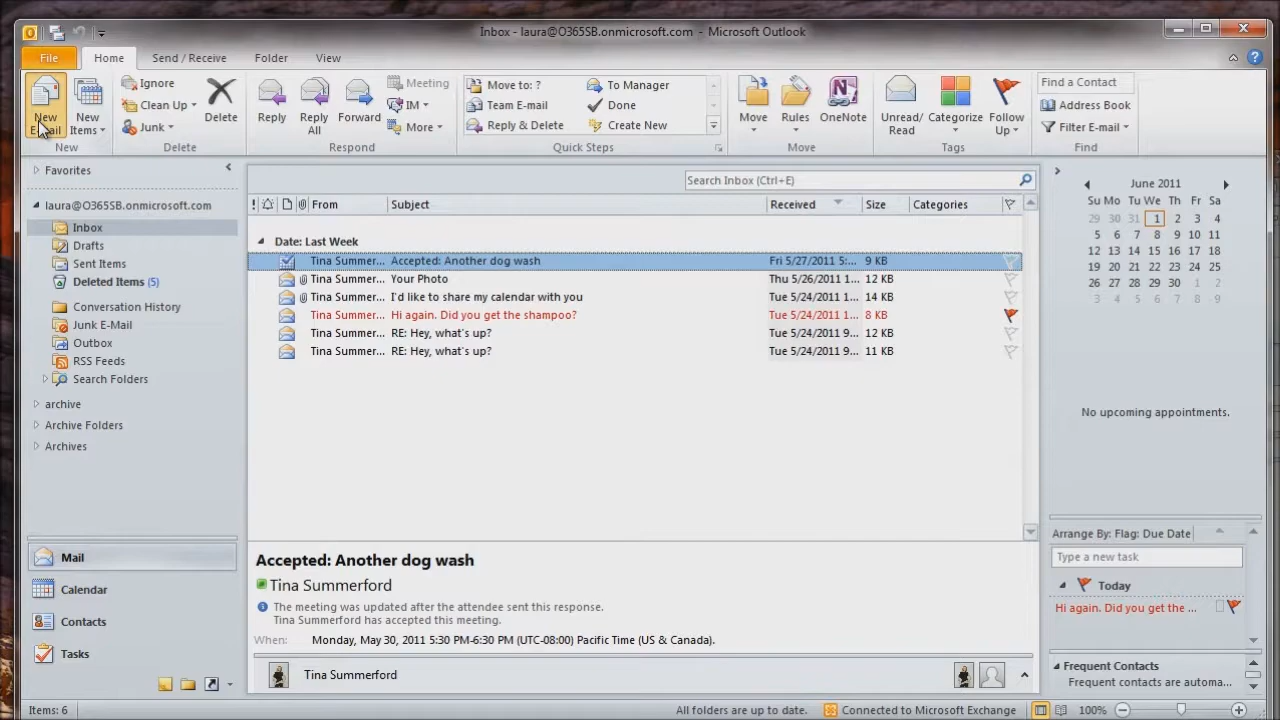 Inbox - laura@O365SB.onmicrosoft.com - Microsoft Outlook
File Home Send / Receive Folder View
New Email
New Items
New
Ignore
Clean Up
Junk
Delete
Delete
Reply
Reply All
Forward
Meeting
IM
More
Respond
Move to: ?
Team E-mail
Reply & Delete
To Manager
Done
Create New
Quick Steps
Move
Rules
OneNote
Move
Unread/ Read
Categorize
Follow Up
Tags
Find a Contact
Address Book
Filter E-mail
Find
Favorites
laura@O365SB.onmicrosoft.com
Inbox
Drafts
Sent Items
Deleted Items (5)
Conversation History
Junk E-Mail
Outbox
RSS Feeds
Search Folders
archive
Archive Folders
Archives
Mail
Calendar
Contacts
Tasks
Search Inbox (Ctrl+E)
From Subject Received Size Categories
Date: Last Week
Tina Summer... Accepted: Another dog wash Fri 5/27/2011 5:... 9 KB
Tina Summer... Your Photo Thu 5/26/2011 1... 12 KB
Tina Summer... I'd like to share my calendar with you Tue 5/24/2011 1... 14 KB
Tina Summer... Hi again. Did you get the shampoo? Tue 5/24/2011 1... 8 KB
Tina Summer... RE: Hey, what's up? Tue 5/24/2011 9... 12 KB
Tina Summer... RE: Hey, what's up? Tue 5/24/2011 9... 11 KB
Accepted: Another dog wash
Tina Summerford
The meeting was updated after the attendee sent this response.
Tina Summerford has accepted this meeting.
When: Monday, May 30, 2011 5:30 PM-6:30 PM (UTC-08:00) Pacific Time (US & Canada).
Tina Summerford
June 2011
Su Mo Tu We Th Fr Sa
29 30 31 1 2 3 4
5 6 7 8 9 10 11
12 13 14 15 16 17 18
19 20 21 22 23 24 25
26 27 28 29 30 1 2
3 4 5 6 7 8 9
No upcoming appointments.
Arrange By: Flag: Due Date
Type a new task
Today
Hi again. Did you get the ...
Frequent Contacts
Frequent contacts are automa...
Items: 6
All folders are up to date. Connected to Microsoft Exchange 100%